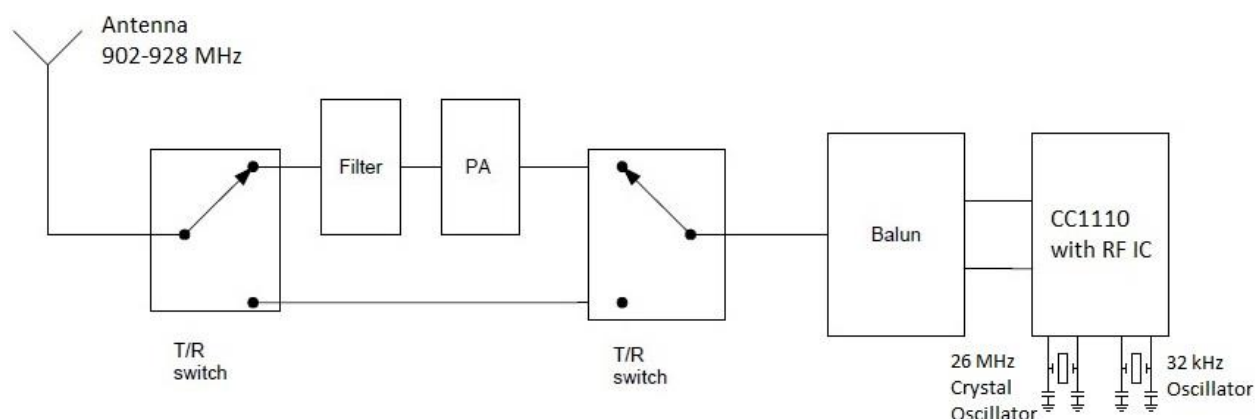 Antenna
902-928 MHz
Filter
PA
Balun
CC1110
with RF IC
T/R
switch
T/R
switch
26 MHz
Crystal
Oscillator
32 kHz
Oscillator